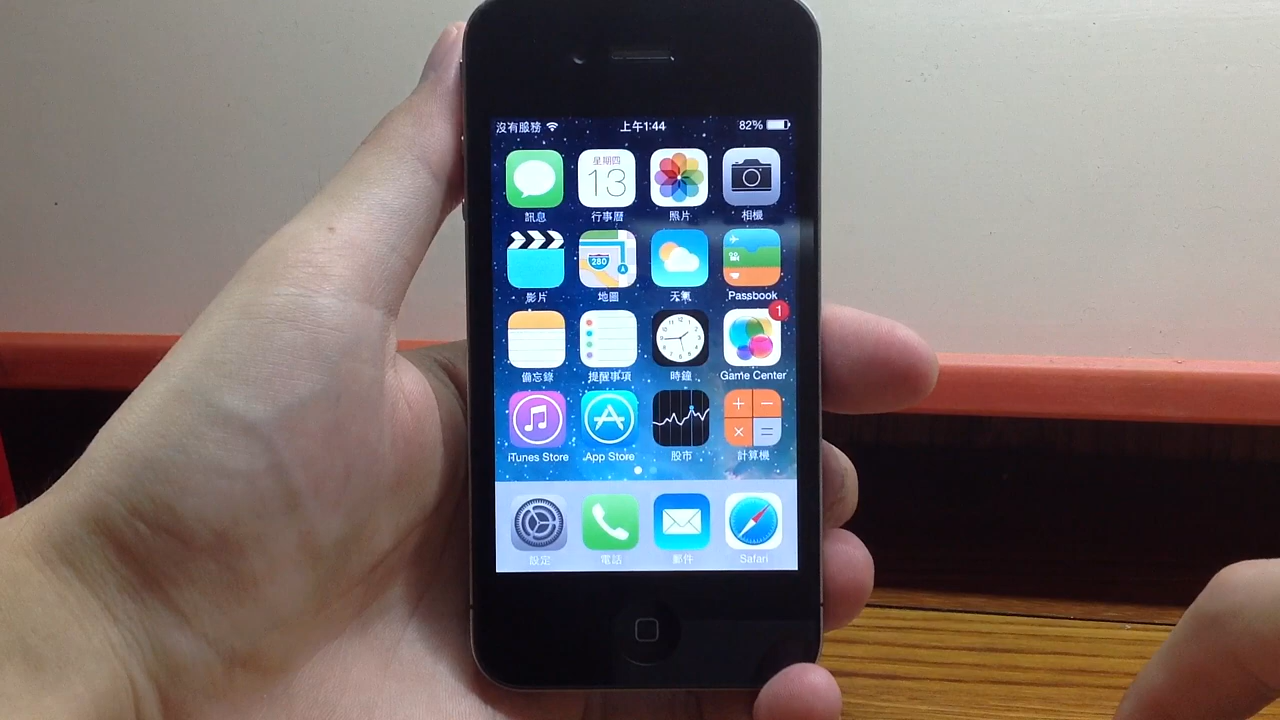 沒有服務 上午1:44 82%
星期四
13
訊息 行事曆 照片 相機
280
影片 地圖 天氣 Passbook
1
備忘錄 提醒事項 時鐘 Game Center
iTunes Store App Store 股市 計算機
設定 電話 郵件 Safari